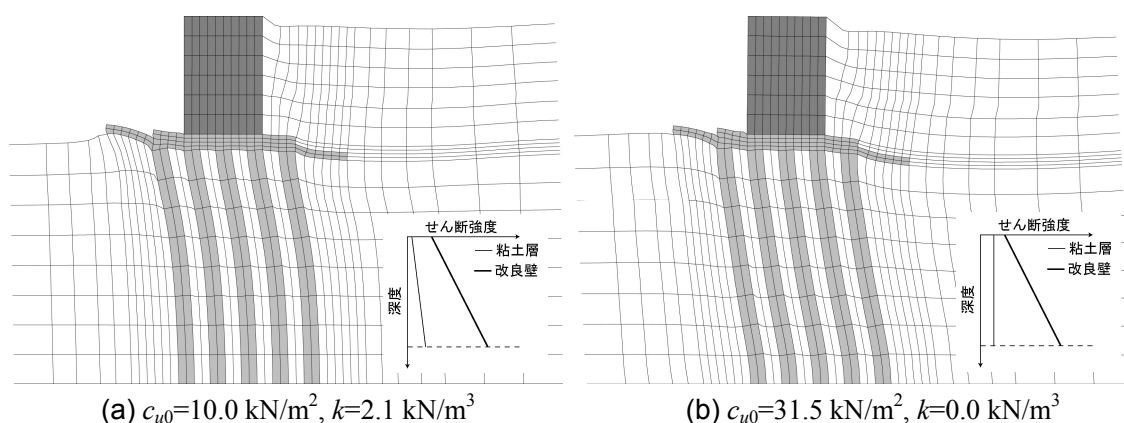 せん断強度
粘土層
改良壁
深度
せん断強度
粘土層
改良壁
深度
(a) cu0=10.0 kN/m2, k=2.1 kN/m3
(b) cu0=31.5 kN/m2, k=0.0 kN/m3